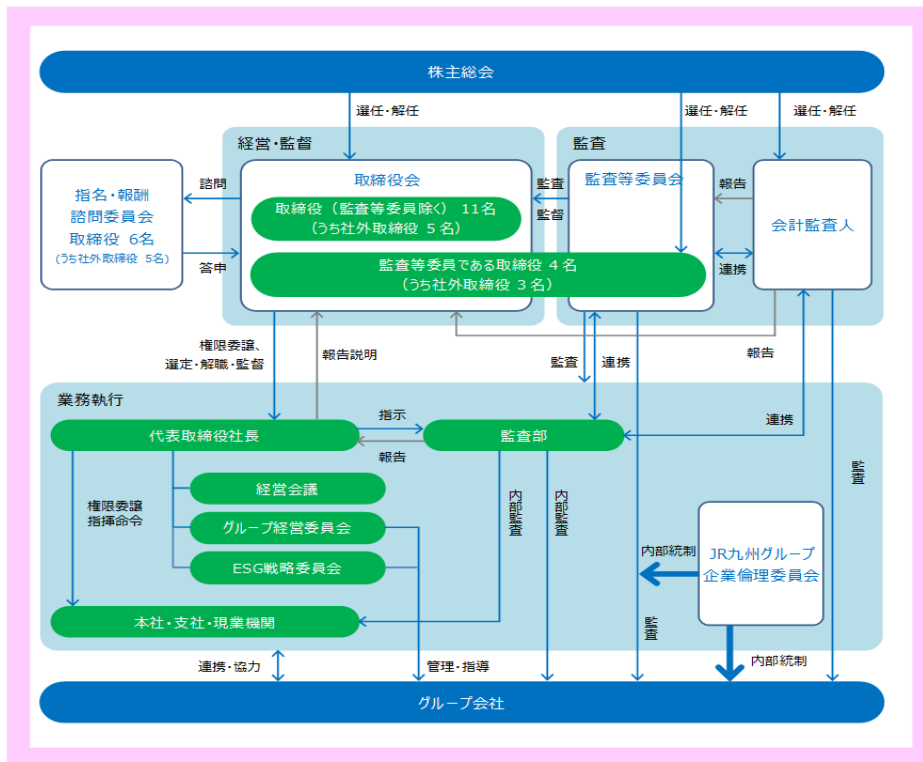 株主総会
選任・解任
選任・解任
選任・解任
経営・監督
監査
指名・報酬
諮問委員会
取締役 6名
(うち社外取締役 5名)
諮問
答申
取締役会
取締役（監査等委員除く） 11名
（うち社外取締役 5 名）
監査等委員である取締役 4 名
（うち社外取締役 3 名）
監査
監督
監査等委員会
報告
連携
会計監査人
権限委譲、
選定・解職・監督
報告説明
監査
連携
報告
業務執行
代表取締役社長
指示
報告
監査部
連携
監査
権限委譲
指揮命令
経営会議
グループ経営委員会
ESG戦略委員会
内部監査
内部監査
内部統制
JR九州グループ
企業倫理委員会
本社・支社・現業機関
監査
連携・協力
管理・指導
内部統制
グループ会社